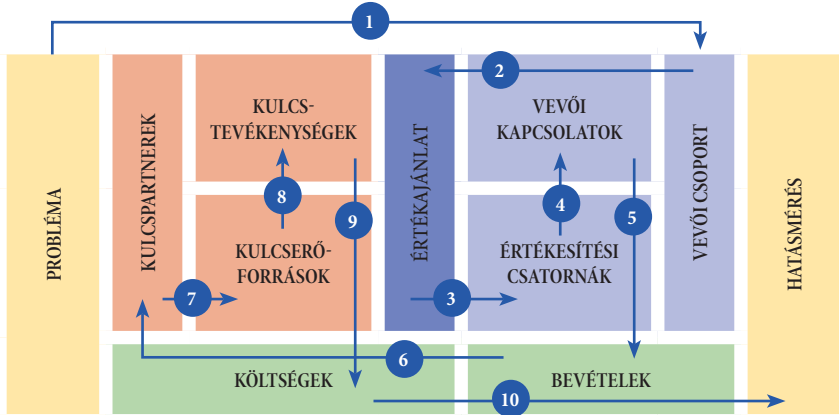 1
2
KULCS-
TEVÉKENYSÉGEK
VEVŐI
KAPCSOLATOK
PROBLÉMA
KULCSPARTNEREK
ÉRTÉKAJÁNLAT
VEVŐI CSOPORT
HATÁSMÉRÉS
8
9
4
5
KULCSERŐ-
FORRÁSOK
ÉRTÉKESÍTÉSI
CSATORNÁK
7
3
6
KÖLTSÉGEK
BEVÉTELEK
10